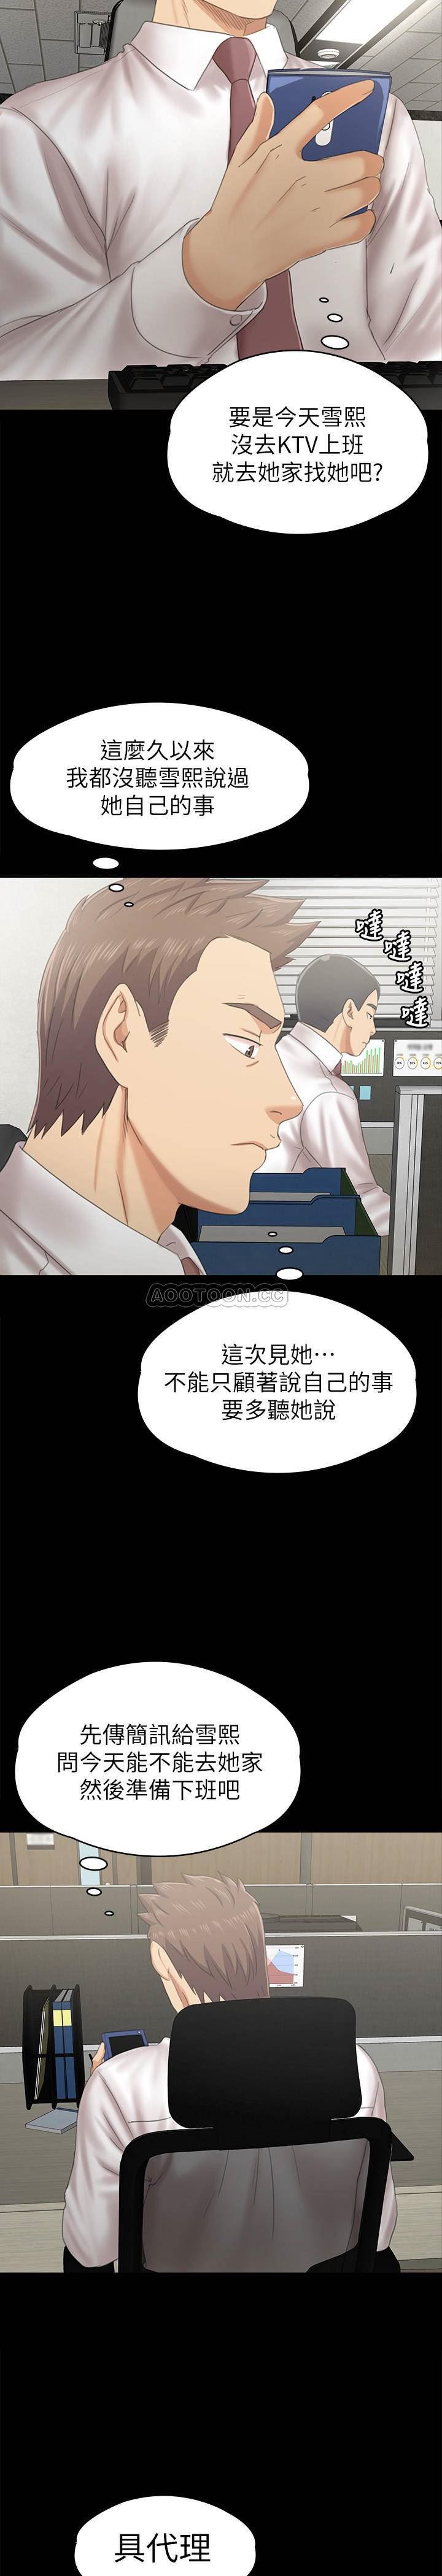 要是今天雪熙
沒去KTV上班
就去她家找她吧?
這麼久以來
我都沒聽雪熙說過
她自己的事
噠
噠
噠
噠
AOOTOON.CC
這次見她…
不能只顧著說自己的事
要多聽她說
先傳簡訊給雪熙
問今天能不能去她家
然後準備下班吧
具代理